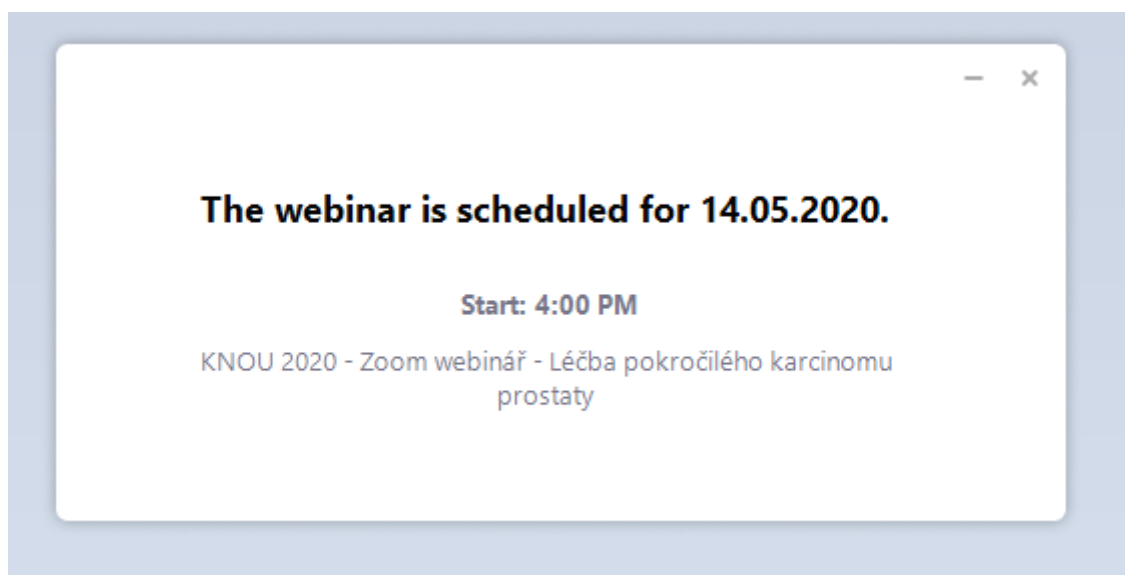 The webinar is scheduled for 14.05.2020.
Start: 4:00 PM
KNOU 2020 - Zoom webinář - Léčba pokročilého karcinomu
prostaty